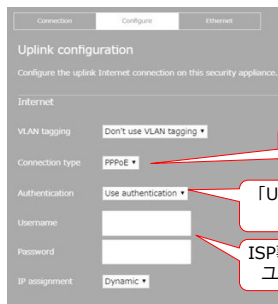 Connection Configure Ethernet
Uplink configuration
Configure the uplink Internet connection on this security appliance.
Internet
VLAN tagging Don't use VLAN tagging
Connection type PPPoE
Authentication Use authentication
「U
Username
Password
ISP
ユ
IP assignment Dynamic